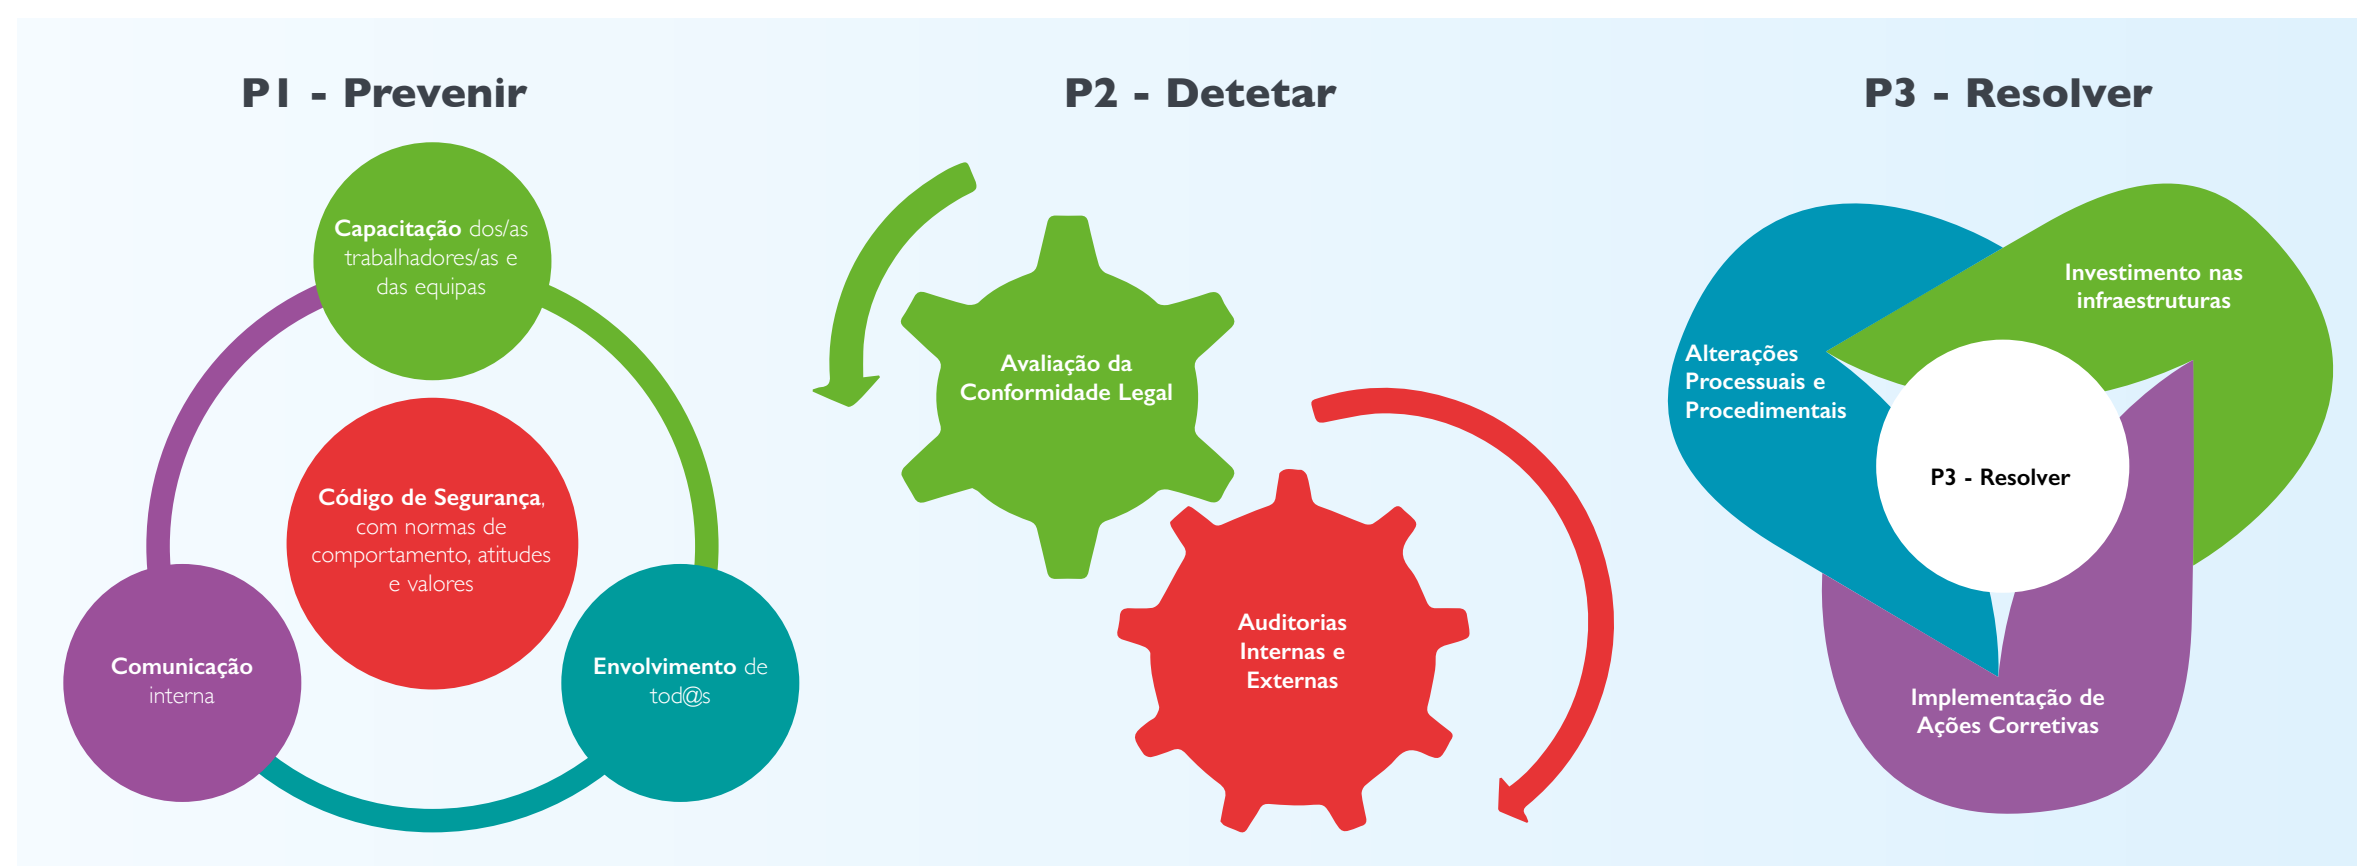 P1 - Prevenir
Capacitação dos/as
trabalhadores/as e
das equipas
Código de Segurança,
com normas de
comportamento, atitudes
e valores
Comunicação
interna
Envolvimento de
tod@s
P2 - Detetar
Avaliação da
Conformidade Legal
Auditorias
Internas e
Externas
P3 - Resolver
Investimento nas
infraestruturas
Alterações
Processuais e
Procedimentais
P3 - Resolver
Implementação de
Ações Corretivas